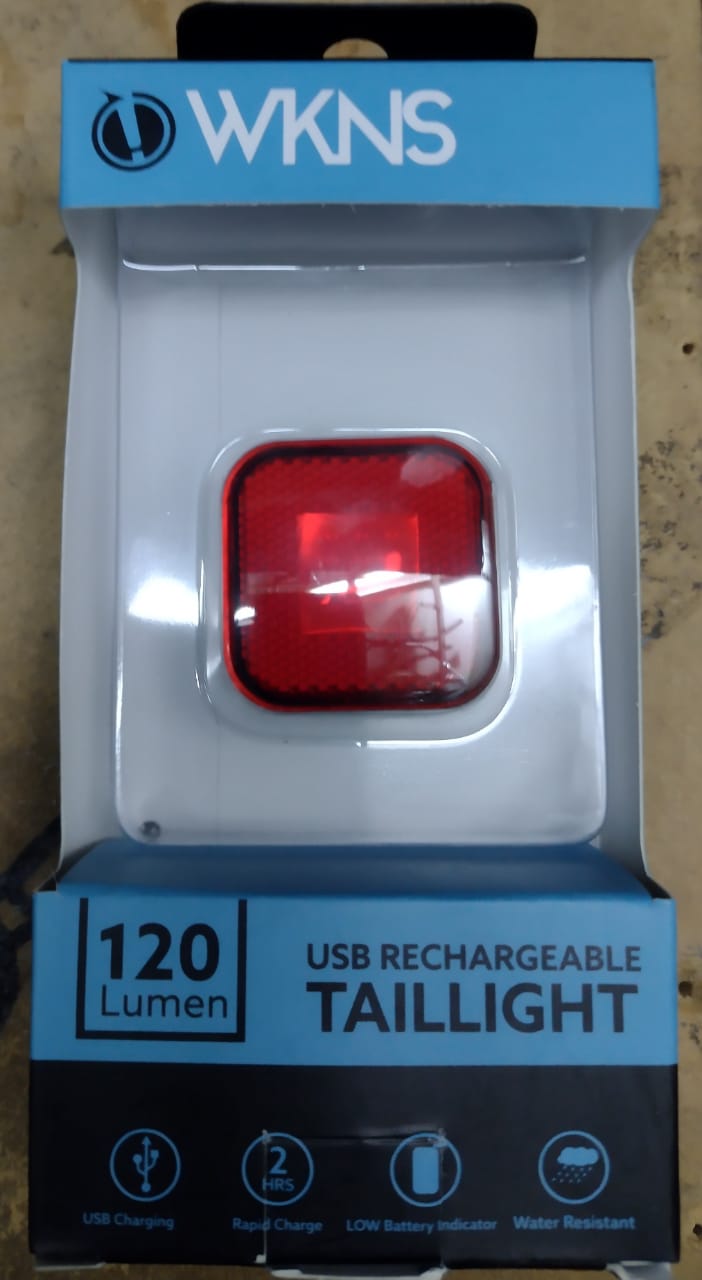 WKNS
120
Lumen
USB RECHARGEABLE
TAILLIGHT
2
HRS
USB Charging
Rapid Charge
LOW Battery Indicator
Water Resistant